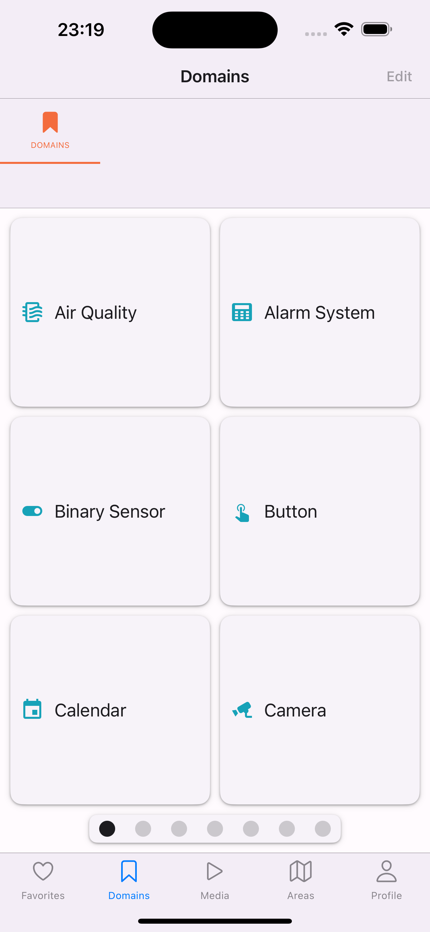 23:19
Domains
Edit
DOMAINS
Air Quality
Alarm System
Binary Sensor
Button
Calendar
Camera
Favorites
Domains
Media
Areas
Profile